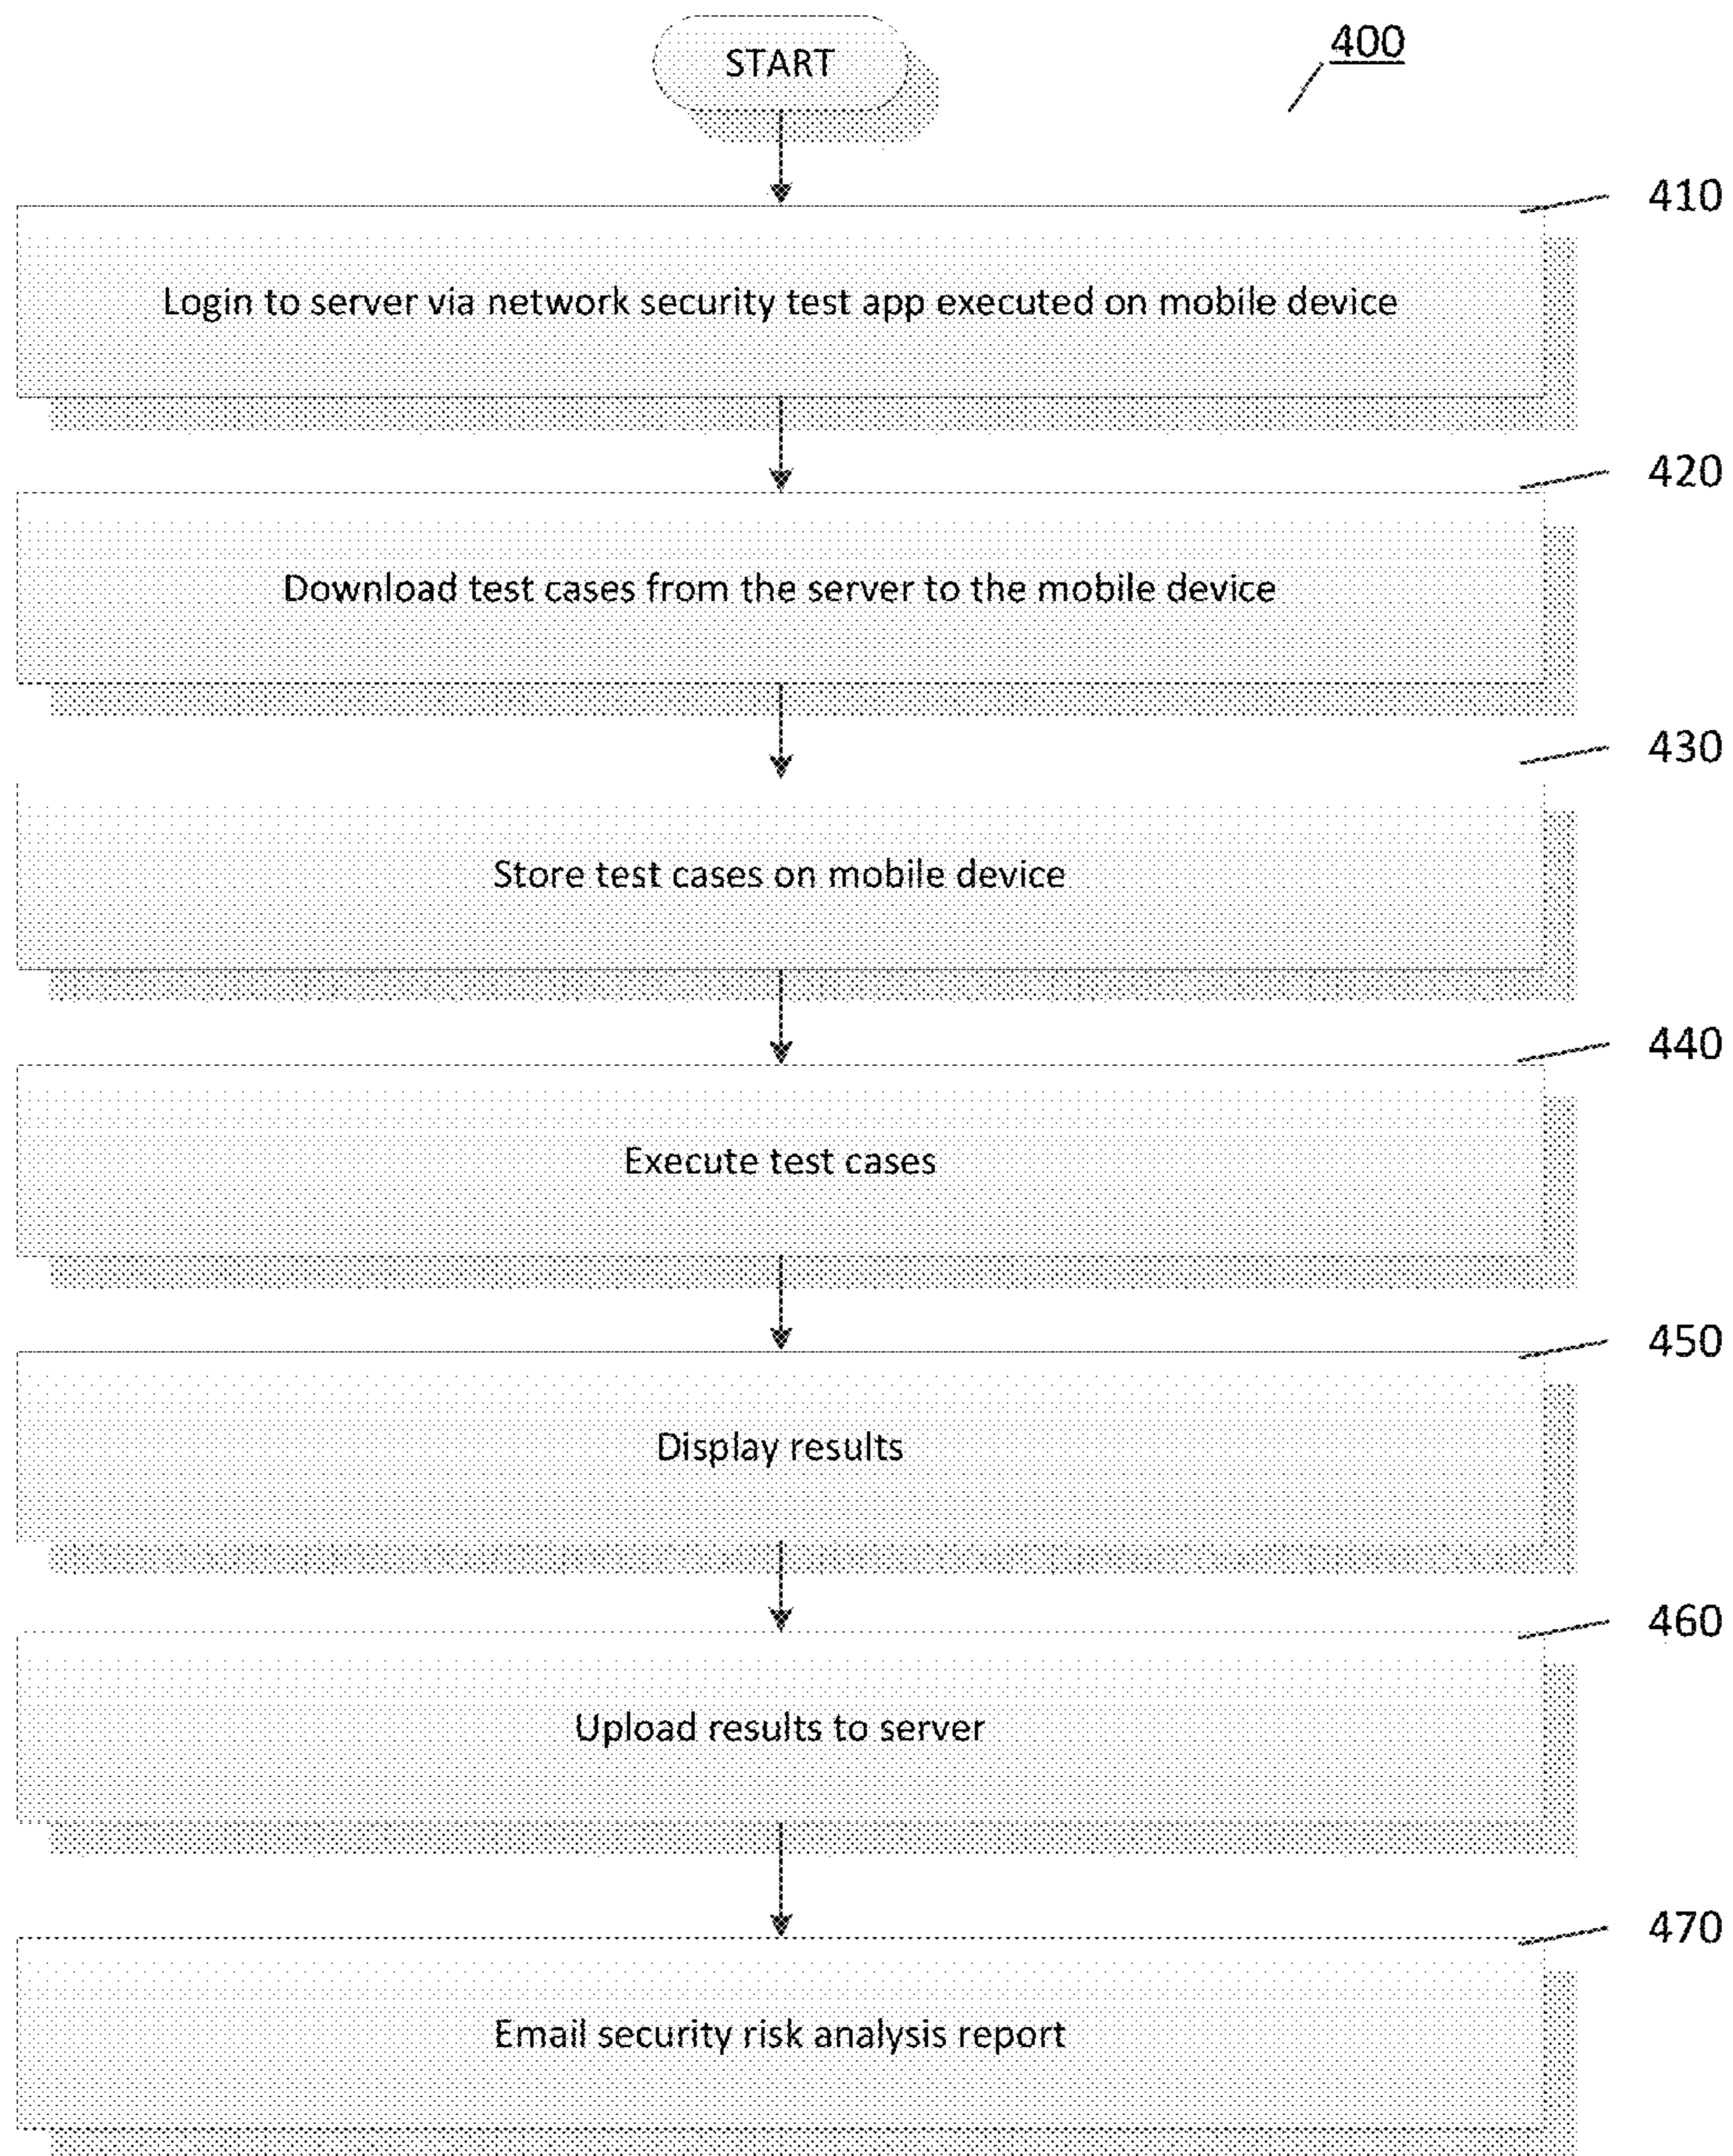 START
400
410
Login to server via network security test app executed on mobile device
420
Download test cases from the server to the mobile device
430
Store test cases on mobile device
440
Execute test cases
450
Display results
460
Upload results to server
470
Email security risk analysis report